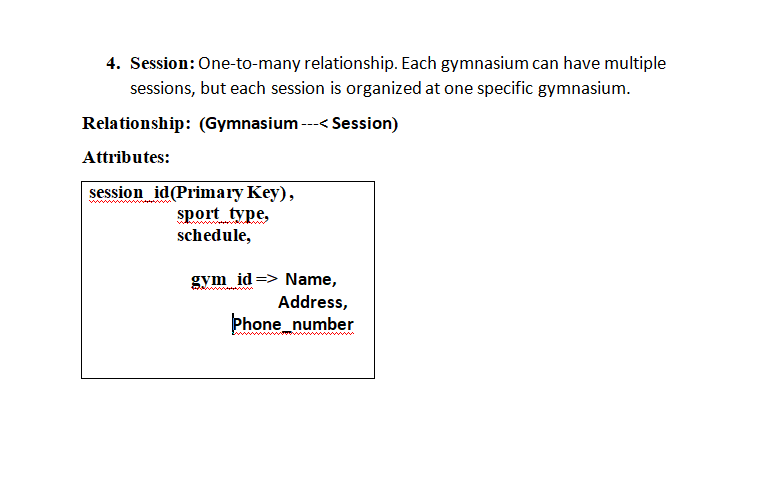 4. Session: One-to-many relationship. Each gymnasium can have multiple
sessions, but each session is organized at one specific gymnasium.
Relationship: (Gymnasium ---< Session)
Attributes:
session_id(Primary Key),
sport_type,
schedule,
gym_id => Name,
Address,
Phone_number